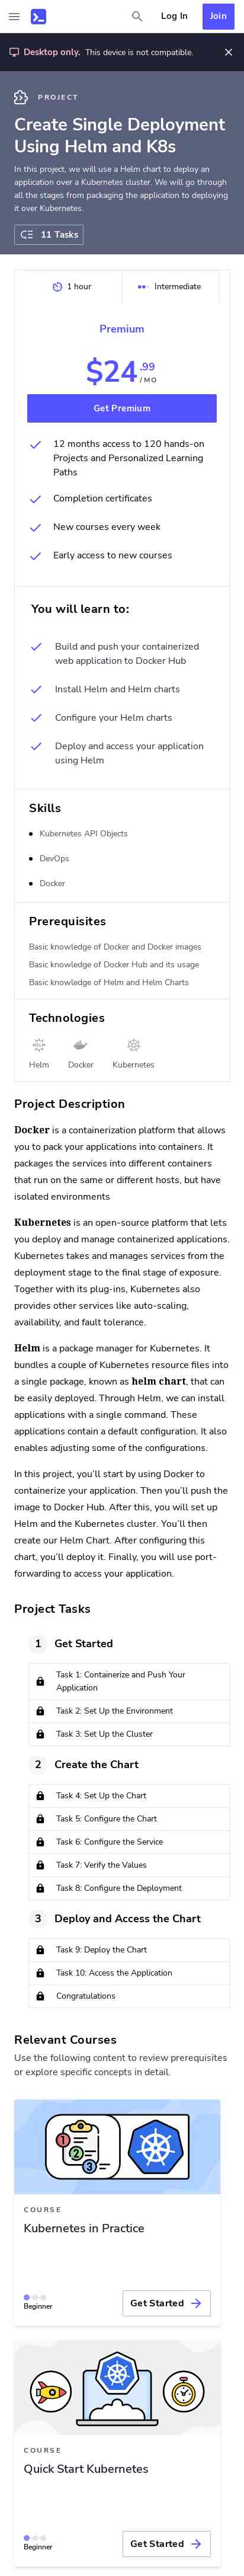 Log In
Join
Desktop only. This device is not compatible.
PROJECT
Create Single Deployment
Using Helm and K8s
In this project, we will use a Helm chart to deploy an
application over a Kubernetes cluster. We will go through
all the stages from packaging the application to deploying
it over Kubernetes.
11 Tasks
1 hour
Intermediate
Premium
$24.99
/MO
Get Premium
12 months access to 120 hands-on
Projects and Personalized Learning
Paths
Completion certificates
New courses every week
Early access to new courses
You will learn to:
Build and push your containerized
web application to Docker Hub
Install Helm and Helm charts
Configure your Helm charts
Deploy and access your application
using Helm
Skills
Kubernetes API Objects
DevOps
Docker
Prerequisites
Basic knowledge of Docker and Docker images
Basic knowledge of Docker Hub and its usage
Basic knowledge of Helm and Helm Charts
Technologies
HELM
Helm
Docker
Kubernetes
Project Description
Docker is a containerization platform that allows
you to pack your applications into containers. It
packages the services into different containers
that run on the same or different hosts, but have
isolated environments
Kubernetes is an open-source platform that lets
you deploy and manage containerized applications.
Kubernetes takes and manages services from the
deployment stage to the final stage of exposure.
Together with its plug-ins, Kubernetes also
provides other services like auto-scaling,
availability, and fault tolerance.
Helm is a package manager for Kubernetes. It
bundles a couple of Kubernetes resource files into
a single package, known as helm chart, that can
be easily deployed. Through Helm, we can install
applications with a single command. These
applications contain a default configuration. It also
enables adjusting some of the configurations.
In this project, you’ll start by using Docker to
containerize your application. Then you’ll push the
image to Docker Hub. After this, you will set up
Helm and the Kubernetes cluster. You’ll then
create our Helm Chart. After configuring this
chart, you’ll deploy it. Finally, you will use port-
forwarding to access your application.
Project Tasks
1 Get Started
Task 1: Containerize and Push Your
Application
Task 2: Set Up the Environment
Task 3: Set Up the Cluster
2 Create the Chart
Task 4: Set Up the Chart
Task 5: Configure the Chart
Task 6: Configure the Service
Task 7: Verify the Values
Task 8: Configure the Deployment
3 Deploy and Access the Chart
Task 9: Deploy the Chart
Task 10: Access the Application
Congratulations
Relevant Courses
Use the following content to review prerequisites
or explore specific concepts in detail.
COURSE
Kubernetes in Practice
Beginner
Get Started
COURSE
Quick Start Kubernetes
Beginner
Get Started